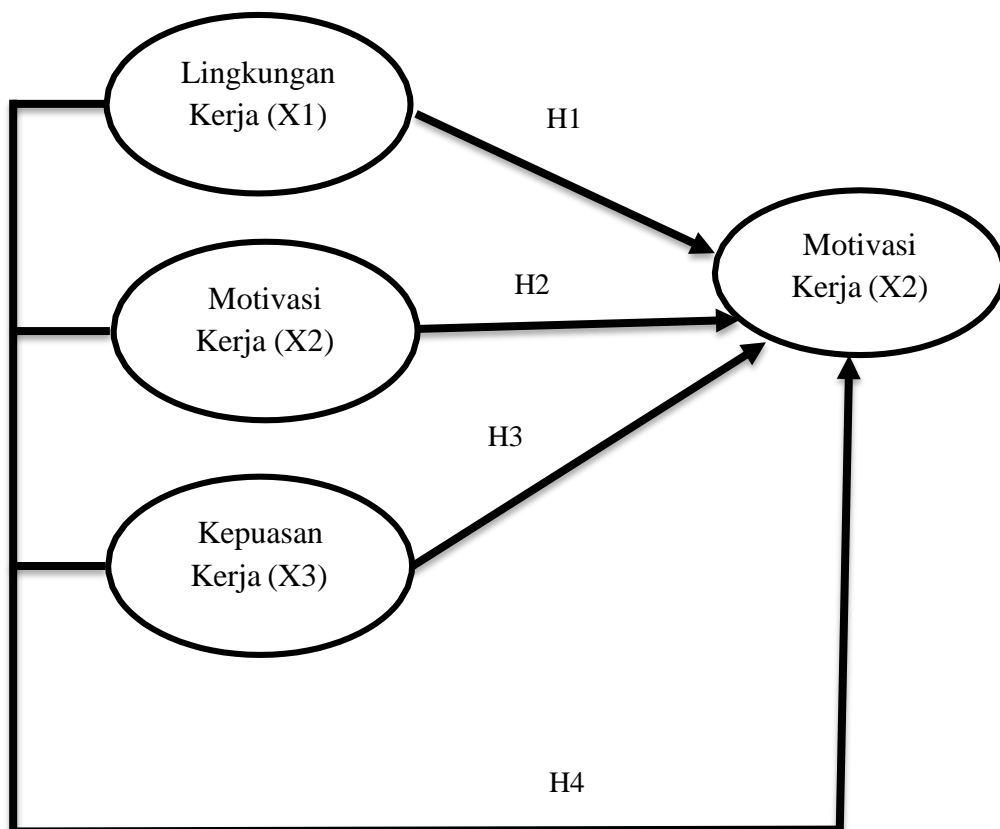 Lingkungan
Kerja (X1)
H1
Motivasi
Kerja (X2)
H2
Motivasi
Kerja (X2)
H3
Kepuasan
Kerja (X3)
H4